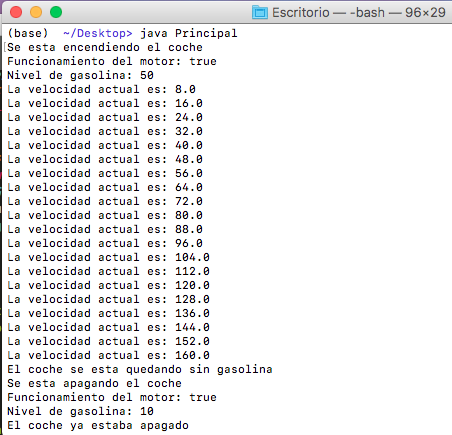 Escritorio — -bash — 96×29
(base)  ~/Desktop> java Principal
Se esta encendiendo el coche
Funcionamiento del motor: true
Nivel de gasolina: 50
La velocidad actual es: 8.0
La velocidad actual es: 16.0
La velocidad actual es: 24.0
La velocidad actual es: 32.0
La velocidad actual es: 40.0
La velocidad actual es: 48.0
La velocidad actual es: 56.0
La velocidad actual es: 64.0
La velocidad actual es: 72.0
La velocidad actual es: 80.0
La velocidad actual es: 88.0
La velocidad actual es: 96.0
La velocidad actual es: 104.0
La velocidad actual es: 112.0
La velocidad actual es: 120.0
La velocidad actual es: 128.0
La velocidad actual es: 136.0
La velocidad actual es: 144.0
La velocidad actual es: 152.0
La velocidad actual es: 160.0
El coche se esta quedando sin gasolina
Se esta apagando el coche
Funcionamiento del motor: true
Nivel de gasolina: 10
El coche ya estaba apagado